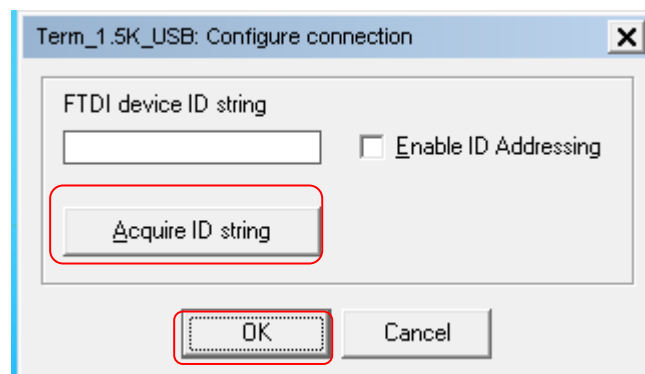 Term_1.5K_USB: Configure connection
FTDI device ID string
Enable ID Addressing
Acquire ID string
OK
Cancel